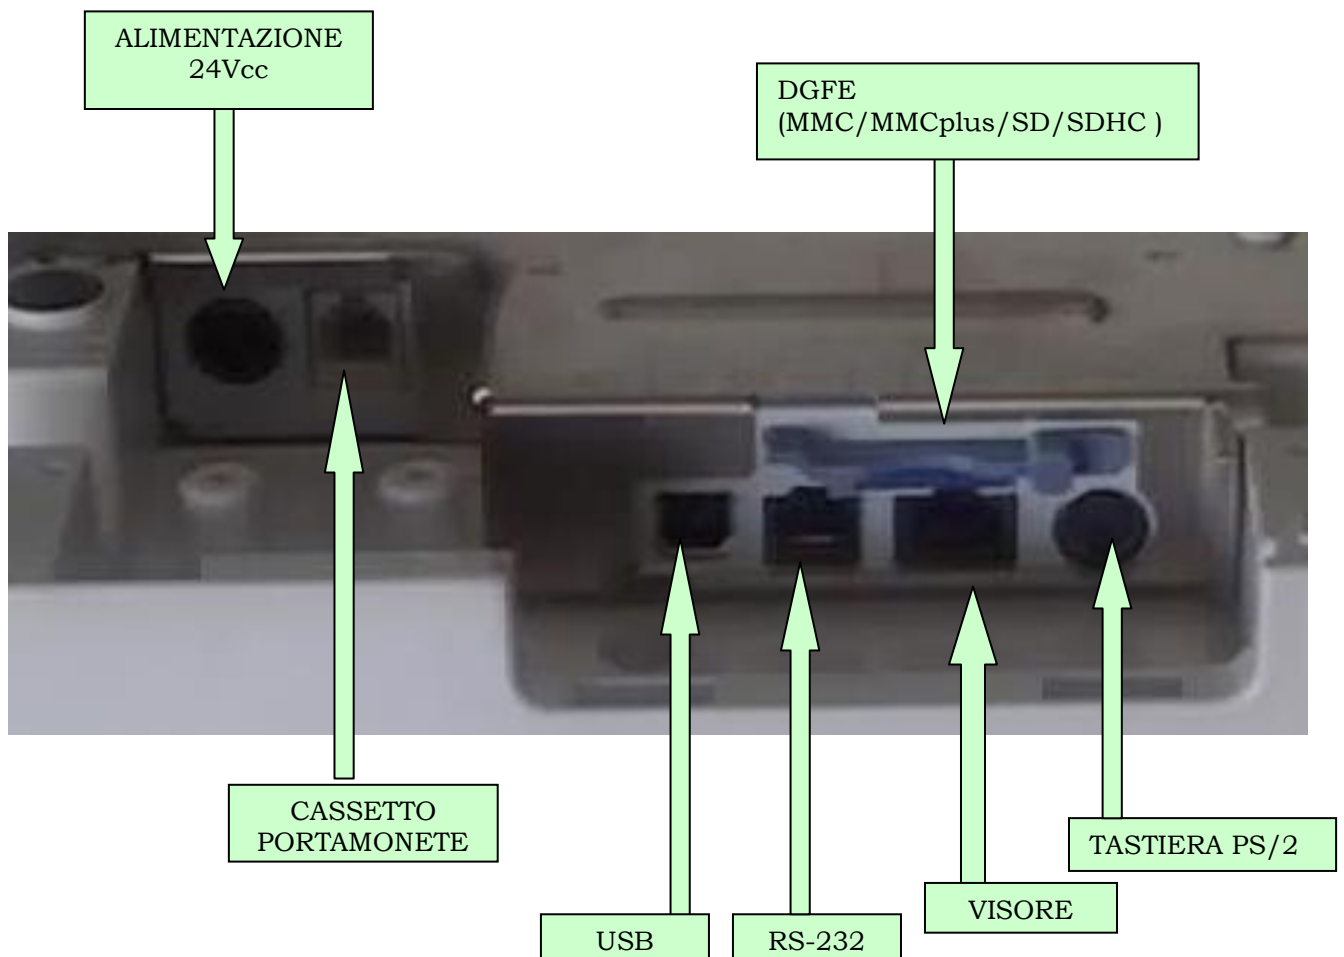 ALIMENTAZIONE
24Vcc
DGFE
(MMC/MMCplus/SD/SDHC )
CASSETTO
PORTAMONETE
TASTIERA PS/2
VISORE
USB
RS-232